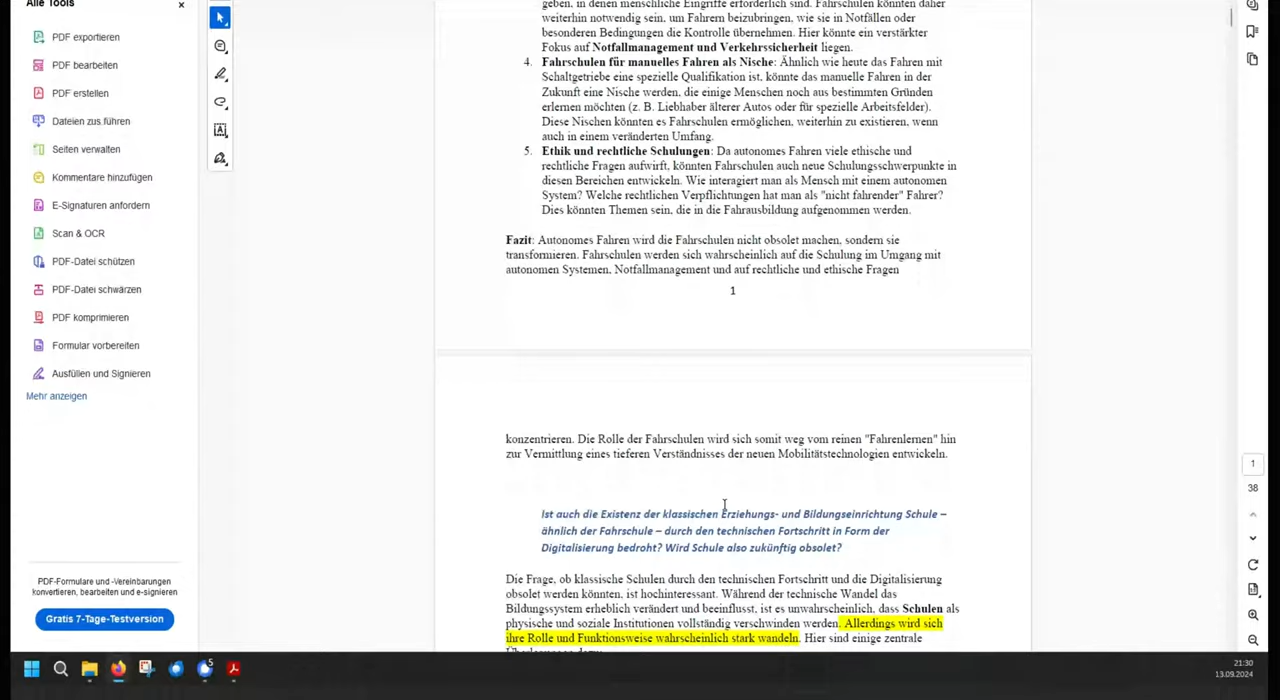 Alle Tools
PDF exportieren
PDF bearbeiten
PDF erstellen
Dateien zus. führen
Seiten verwalten
Kommentare hinzufügen
E-Signaturen anfordern
Scan & OCR
PDF-Datei schützen
PDF-Datei schwärzen
PDF komprimieren
Formular vorbereiten
Ausfüllen und Signieren
Mehr anzeigen
PDF-Formulare und -Vereinbarungen
konvertieren, bearbeiten und e-signieren
Gratis 7-Tage-Testversion
geben, in denen menschliche Eingriffe erforderlich sind. Fahrschulen könnten daher
weiterhin notwendig sein, um Fahrern beizubringen, wie sie in Notfällen oder
besonderen Bedingungen die Kontrolle übernehmen. Hier könnte ein verstärkter
Fokus auf Notfallmanagement und Verkehrssicherheit liegen.
4. Fahrschulen für manuelles Fahren als Nische: Ähnlich wie heute das Fahren mit
Schaltgetriebe eine spezielle Qualifikation ist, könnte das manuelle Fahren in der
Zukunft eine Nische werden, die einige Menschen noch aus bestimmten Gründen
erlernen möchten (z. B. Liebhaber älterer Autos oder für spezielle Arbeitsfelder).
Diese Nischen könnten es Fahrschulen ermöglichen, weiterhin zu existieren, wenn
auch in einem veränderten Umfang.
5. Ethik und rechtliche Schulungen: Da autonomes Fahren viele ethische und
rechtliche Fragen aufwirft, könnten Fahrschulen auch neue Schulungsschwerpunkte in
diesen Bereichen entwickeln. Wie interagiert man als Mensch mit einem autonomen
System? Welche rechtlichen Verpflichtungen hat man als "nicht fahrender" Fahrer?
Dies könnten Themen sein, die in die Fahrausbildung aufgenommen werden.
Fazit: Autonomes Fahren wird die Fahrschulen nicht obsolet machen, sondern sie
transformieren. Fahrschulen werden sich wahrscheinlich auf die Schulung im Umgang mit
autonomen Systemen, Notfallmanagement und auf rechtliche und ethische Fragen
1
konzentrieren. Die Rolle der Fahrschulen wird sich somit weg vom reinen "Fahrenlernen" hin
zur Vermittlung eines tieferen Verständnisses der neuen Mobilitätstechnologien entwickeln.
Ist auch die Existenz der klassischen Erziehungs- und Bildungseinrichtung Schule –
ähnlich der Fahrschule – durch den technischen Fortschritt in Form der
Digitalisierung bedroht? Wird Schule also zukünftig obsolet?
Die Frage, ob klassische Schulen durch den technischen Fortschritt und die Digitalisierung
obsolet werden könnten, ist hochinteressant. Während der technische Wandel das
Bildungssystem erheblich verändert und beeinflusst, ist es unwahrscheinlich, dass Schulen als
physische und soziale Institutionen vollständig verschwinden werden. Allerdings wird sich
ihre Rolle und Funktionsweise wahrscheinlich stark wandeln. Hier sind einige zentrale
1
38
5
21:30
13.09.2024